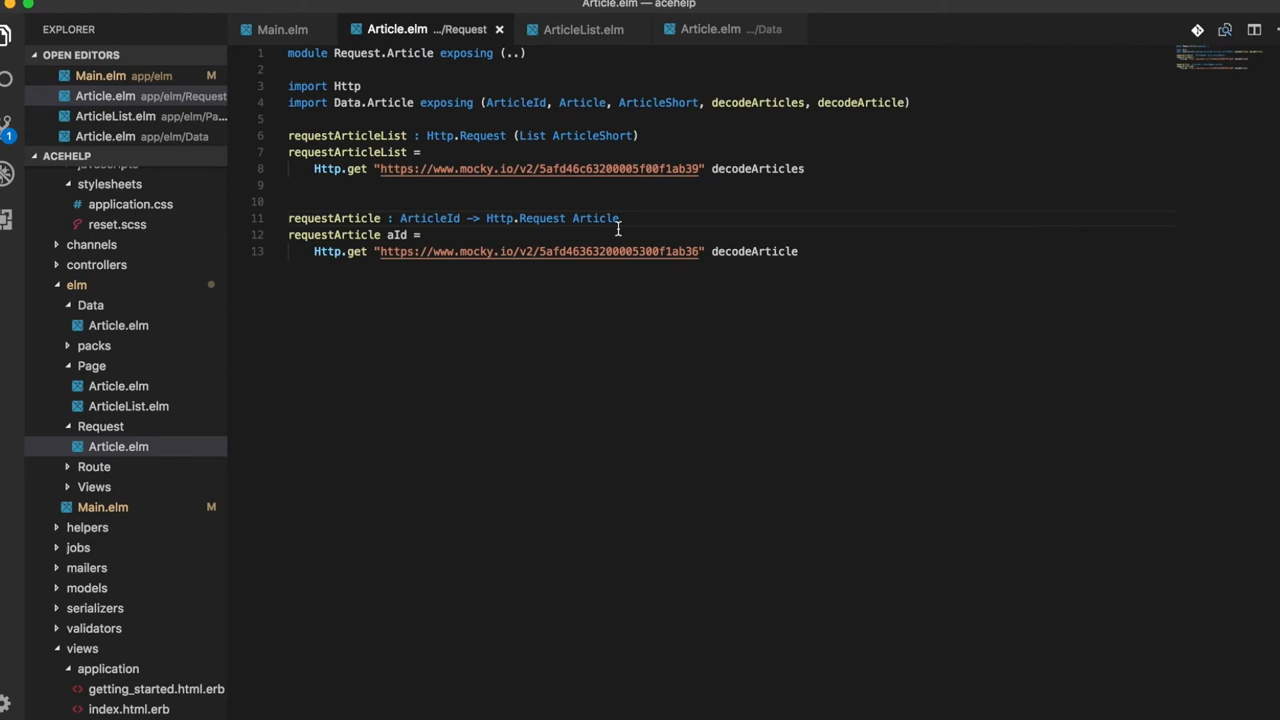 Article.elm — acehelp
EXPLORER
Main.elm
Article.elm .../Request ×
ArticleList.elm
Article.elm .../Data
OPEN EDITORS
Main.elm app/elm M
Article.elm app/elm/Request
ArticleList.elm app/elm/Pa...
Article.elm app/elm/Data
1
ACEHELP
stylesheets
application.css
reset.scss
channels
controllers
elm
Data
Article.elm
packs
Page
Article.elm
ArticleList.elm
Request
Article.elm
Route
Views
Main.elm M
helpers
jobs
mailers
models
serializers
validators
views
application
getting_started.html.erb
index.html.erb
1 module Request.Article exposing (..)
2
3 import Http
4 import Data.Article exposing (ArticleId, Article, ArticleShort, decodeArticles, decodeArticle)
5
6 requestArticleList : Http.Request (List ArticleShort)
7 requestArticleList =
8 Http.get "https://www.mocky.io/v2/5afd46c63200005f00f1ab39" decodeArticles
9
10
11 requestArticle : ArticleId -> Http.Request Article
12 requestArticle aId =
13 Http.get "https://www.mocky.io/v2/5afd46363200005300f1ab36" decodeArticle